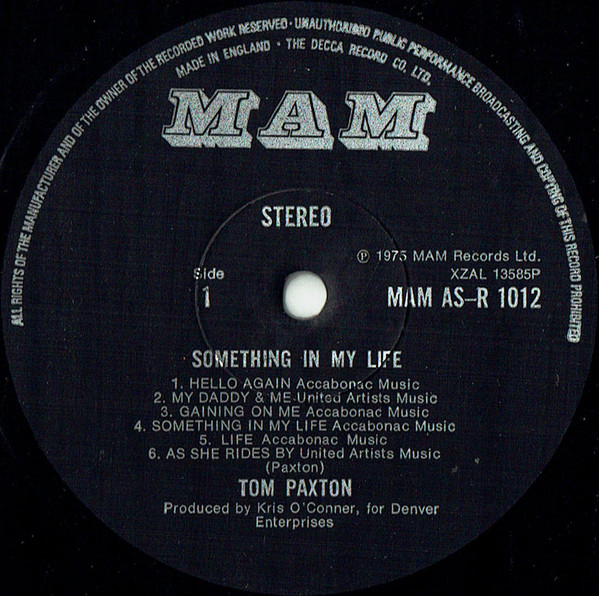 ALL RIGHTS OF THE MANUFACTURER AND OF THE OWNER OF THE RECORDED WORK RESERVED · UNAUTHORISED PUBLIC PERFORMANCE BROADCASTING AND COPYING OF THIS RECORD PROHIBITED
MADE IN ENGLAND · THE DECCA RECORD CO. LTD.
MAM
STEREO
℗ 1975 MAM Records Ltd.
Side
XZAL 13585P
1
MAM AS–R 1012
SOMETHING IN MY LIFE
1. HELLO AGAIN Accabonac Music
2. MY DADDY & ME-United Artists Music
3. GAINING ON ME Accabonac Music
4. SOMETHING IN MY LIFE Accabonac Music
5. LIFE Accabonac Music
6. AS SHE RIDES BY United Artists Music
(Paxton)
TOM PAXTON
Produced by Kris O'Conner, for Denver
Enterprises